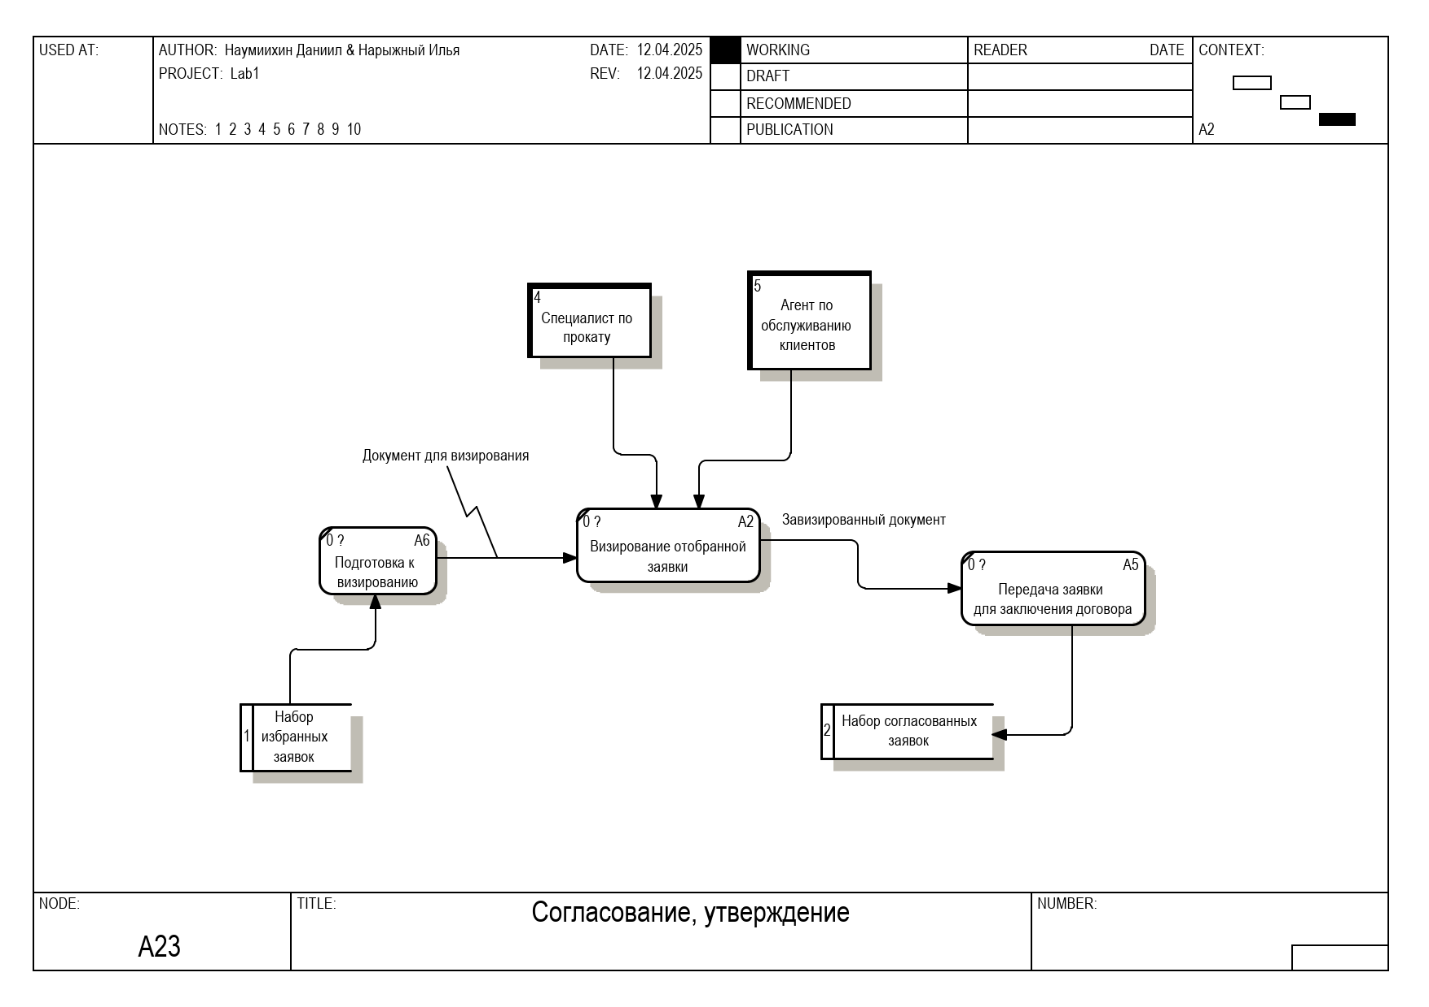 USED AT:
AUTHOR: Наумиихин Даниил & Нарыжный Илья
DATE: 12.04.2025
PROJECT: Lab1
REV: 12.04.2025
NOTES: 1 2 3 4 5 6 7 8 9 10
WORKING
DRAFT
RECOMMENDED
PUBLICATION
READER DATE
CONTEXT:
A2
4
Специалист по
прокату
5
Агент по
обслуживанию
клиентов
Документ для визирования
0 ? A6
Подготовка к
визированию
0 ? A2
Визирование отобранной
заявки
Завизированный документ
0 ? A5
Передача заявки
для заключения договора
1
Набор
избранных
заявок
2
Набор согласованных
заявок
NODE:
A23
TITLE:
Согласование, утверждение
NUMBER: